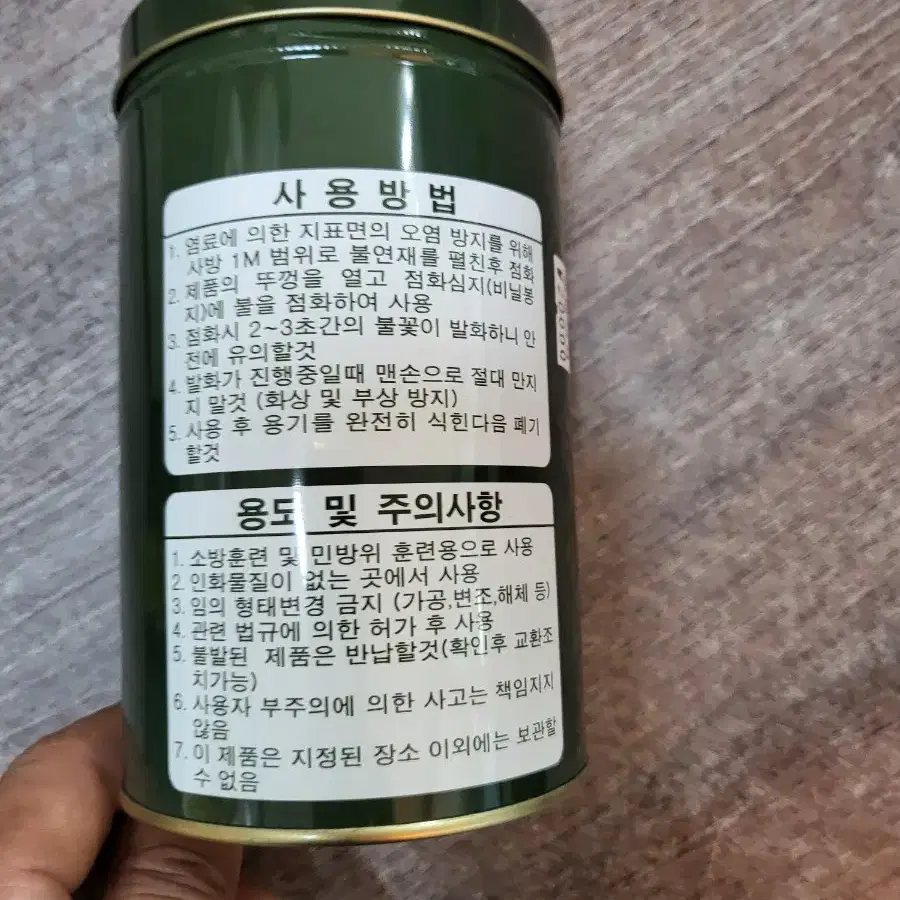 사용방법
1. 염료에 의한 지표면의 오염 방지를 위해
사방 1M 범위로 불연재를 펼친후 점화
2. 제품의 뚜껑을 열고 점화심지(비닐봉
지)에 불을 점화하여 사용
3. 점화시 2~3초간의 불꽃이 발화하니 안
전에 유의할것
4. 발화가 진행중일때 맨손으로 절대 만지
지 말것 (화상 및 부상 방지)
5. 사용 후 용기를 완전히 식힌다음 폐기
할것
용도 및 주의사항
1. 소방훈련 및 민방위 훈련용으로 사용
2. 인화물질이 없는 곳에서 사용
3. 임의 형태변경 금지 (가공,변조,해체 등)
4. 관련 법규에 의한 허가 후 사용
5. 불발된 제품은 반납할것(확인후 교환조
치가능)
6. 사용자 부주의에 의한 사고는 책임지지
않음
7. 이 제품은 지정된 장소 이외에는 보관할
수 없음